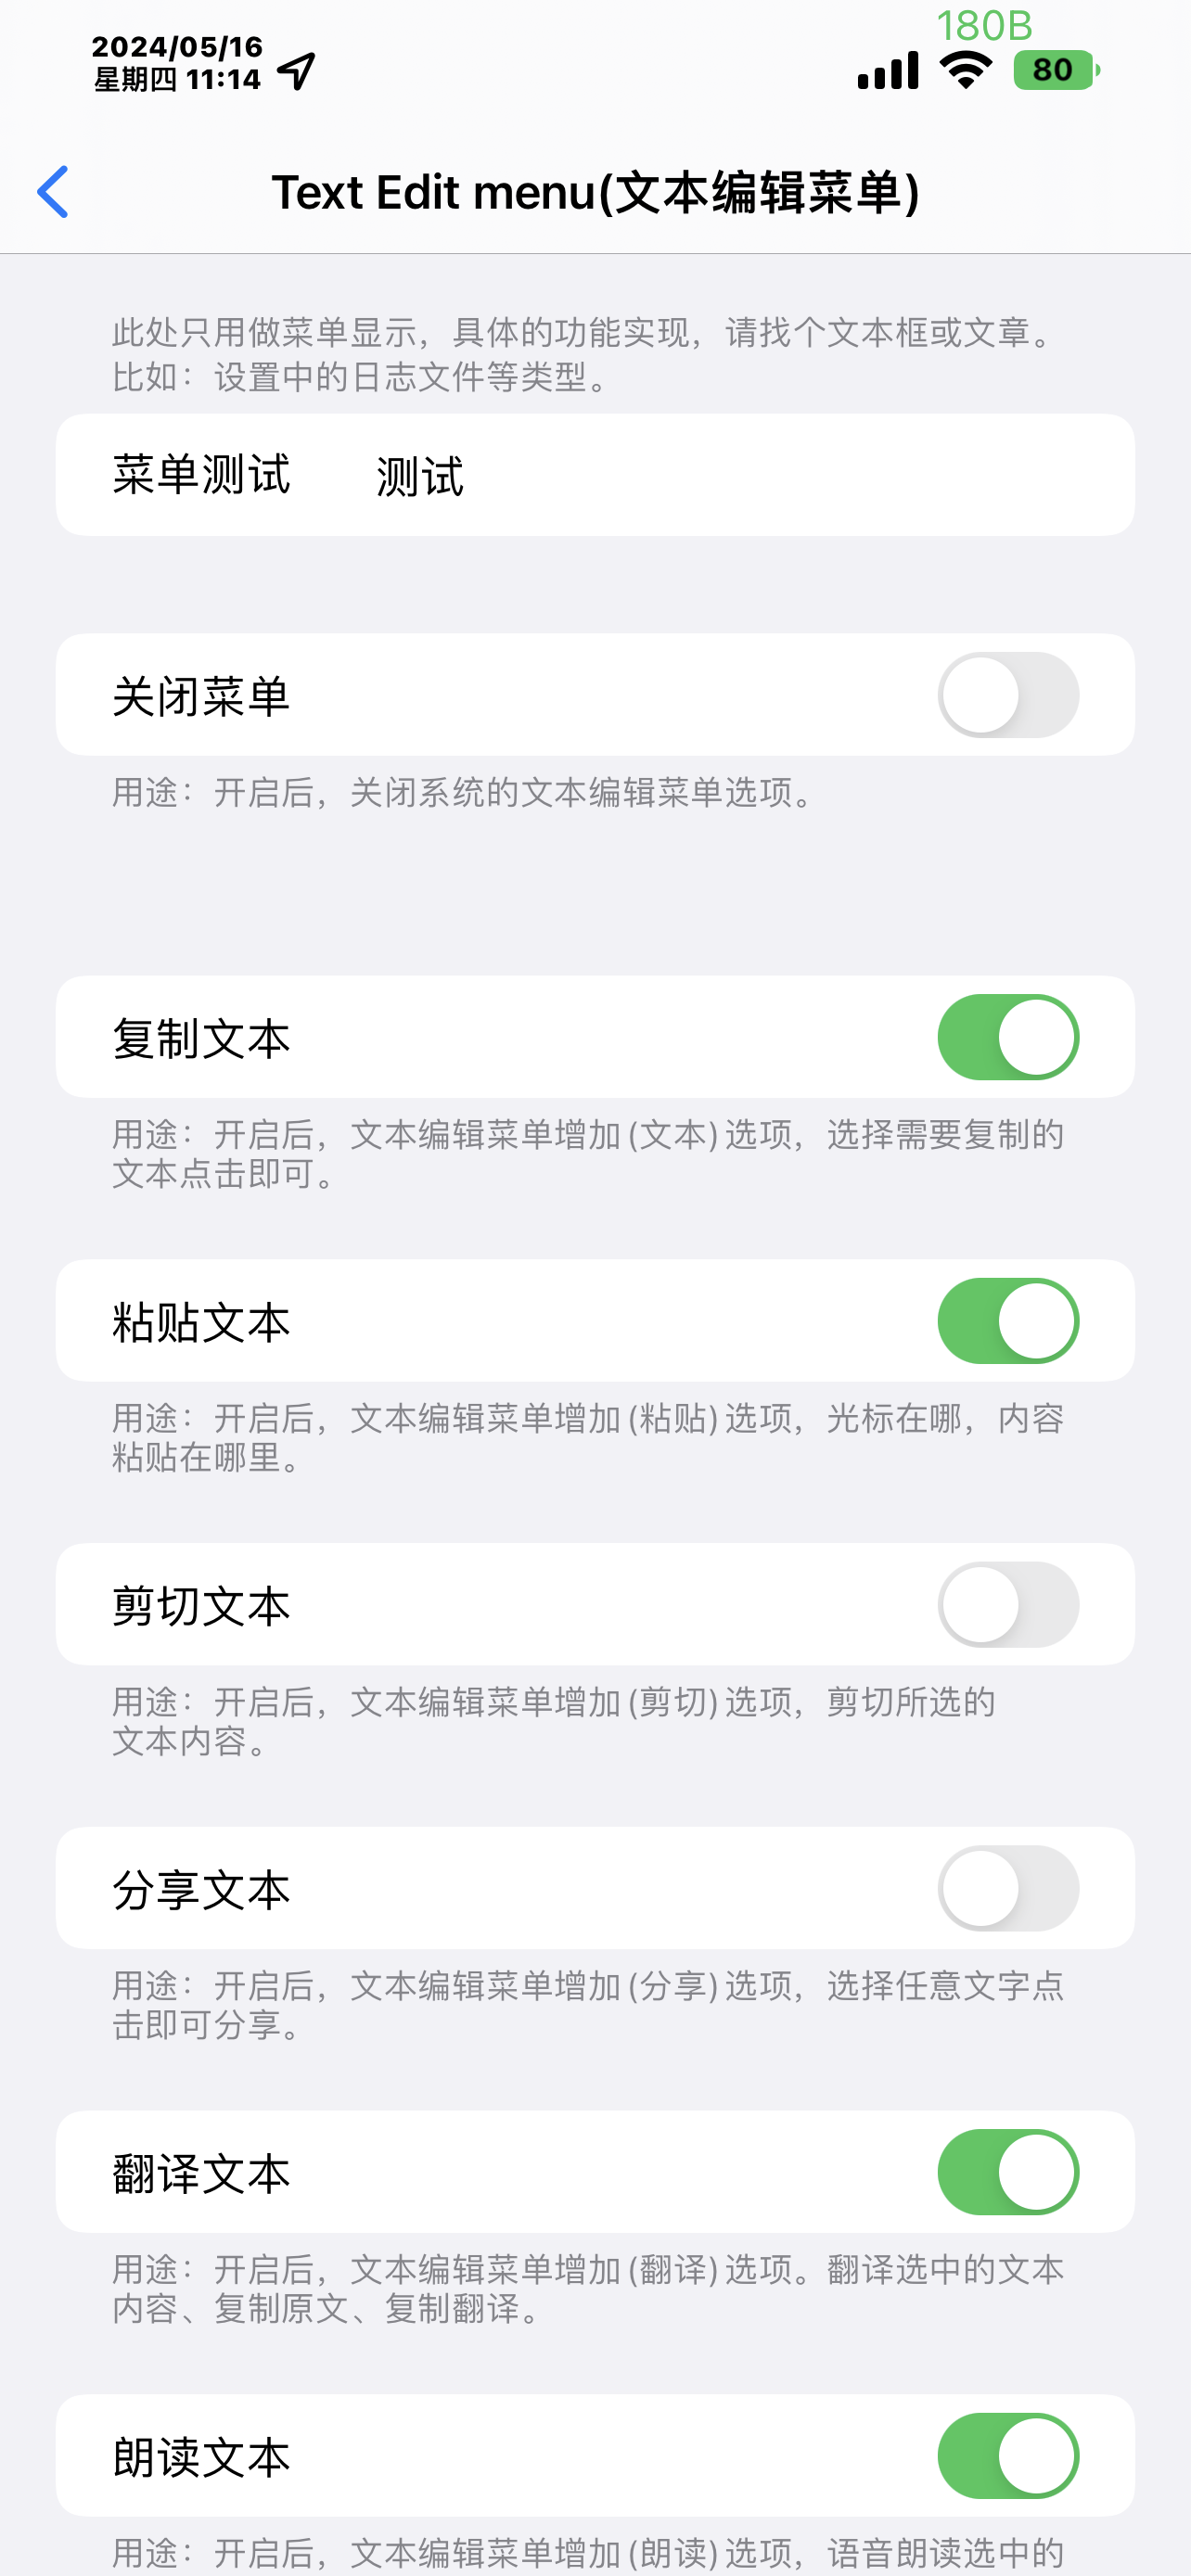 180B
2024/05/16
星期四 11:14
80
Text Edit menu(文本编辑菜单)
此处只用做菜单显示，具体的功能实现，请找个文本框或文章。
比如：设置中的日志文件等类型。
菜单测试 测试
关闭菜单
用途：开启后，关闭系统的文本编辑菜单选项。
复制文本
用途：开启后，文本编辑菜单增加(文本)选项，选择需要复制的
文本点击即可。
粘贴文本
用途：开启后，文本编辑菜单增加(粘贴)选项，光标在哪，内容
粘贴在哪里。
剪切文本
用途：开启后，文本编辑菜单增加(剪切)选项，剪切所选的
文本内容。
分享文本
用途：开启后，文本编辑菜单增加(分享)选项，选择任意文字点
击即可分享。
翻译文本
用途：开启后，文本编辑菜单增加(翻译)选项。翻译选中的文本
内容、复制原文、复制翻译。
朗读文本
用途：开启后，文本编辑菜单增加(朗读)选项，语音朗读选中的